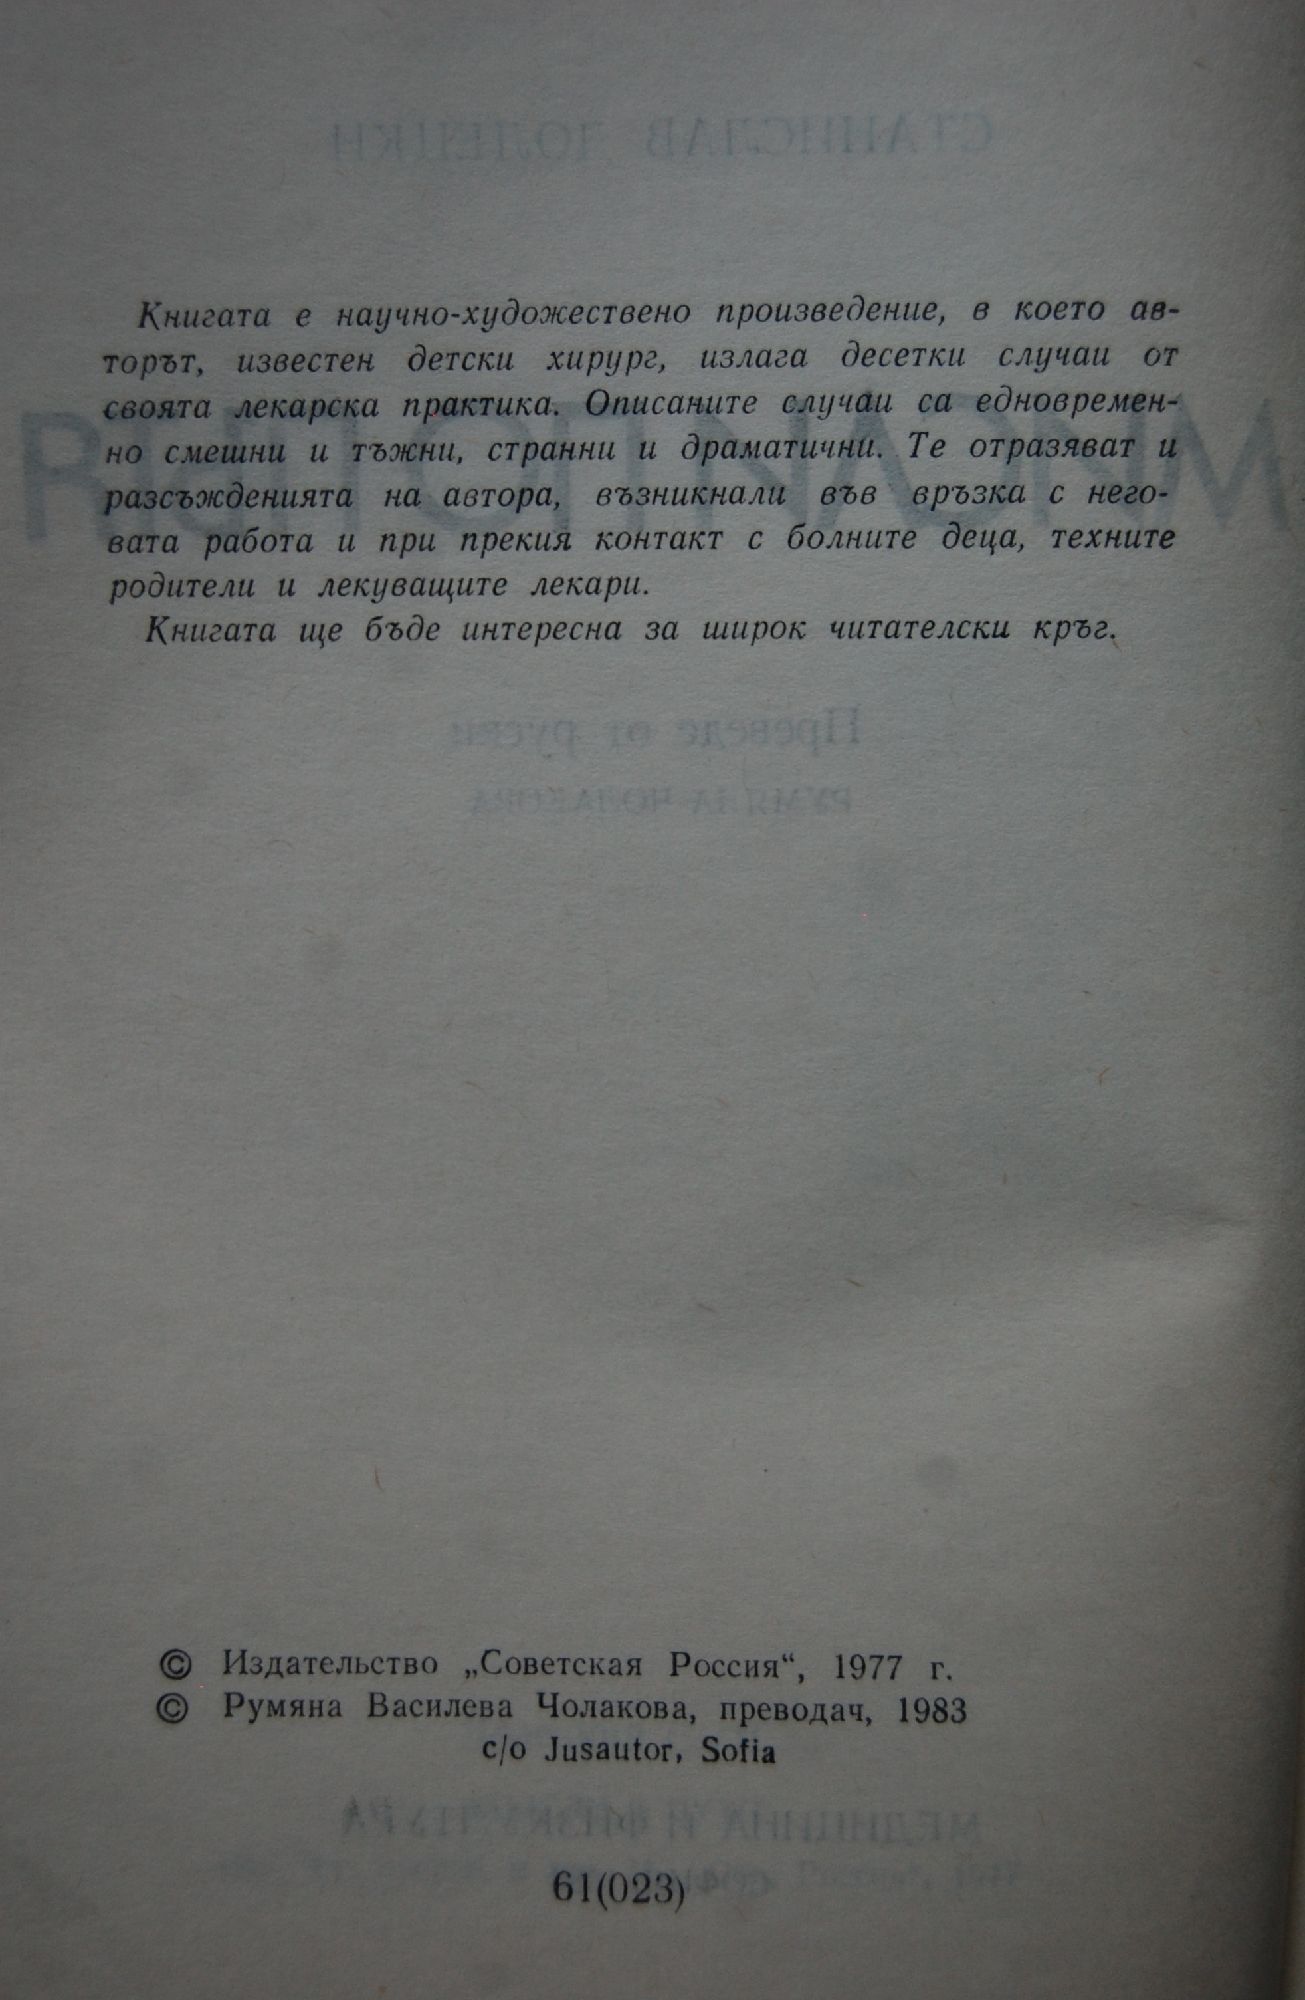 Книгата е научно-художествено произведение, в което ав-
торът, известен детски хирург, излага десетки случаи от
своята лекарска практика. Описаните случаи са едновремен-
но смешни и тъжни, странни и драматични. Те отразяват и
разсъжденията на автора, възникнали във връзка с него-
вата работа и при прекия контакт с болните деца, техните
родители и лекуващите лекари.
Книгата ще бъде интересна за широк читателски кръг.
© Издательство „Советская Россия“, 1977 г.
© Румяна Василева Чолакова, преводач, 1983
c/o Jusautor, Sofia
61(023)